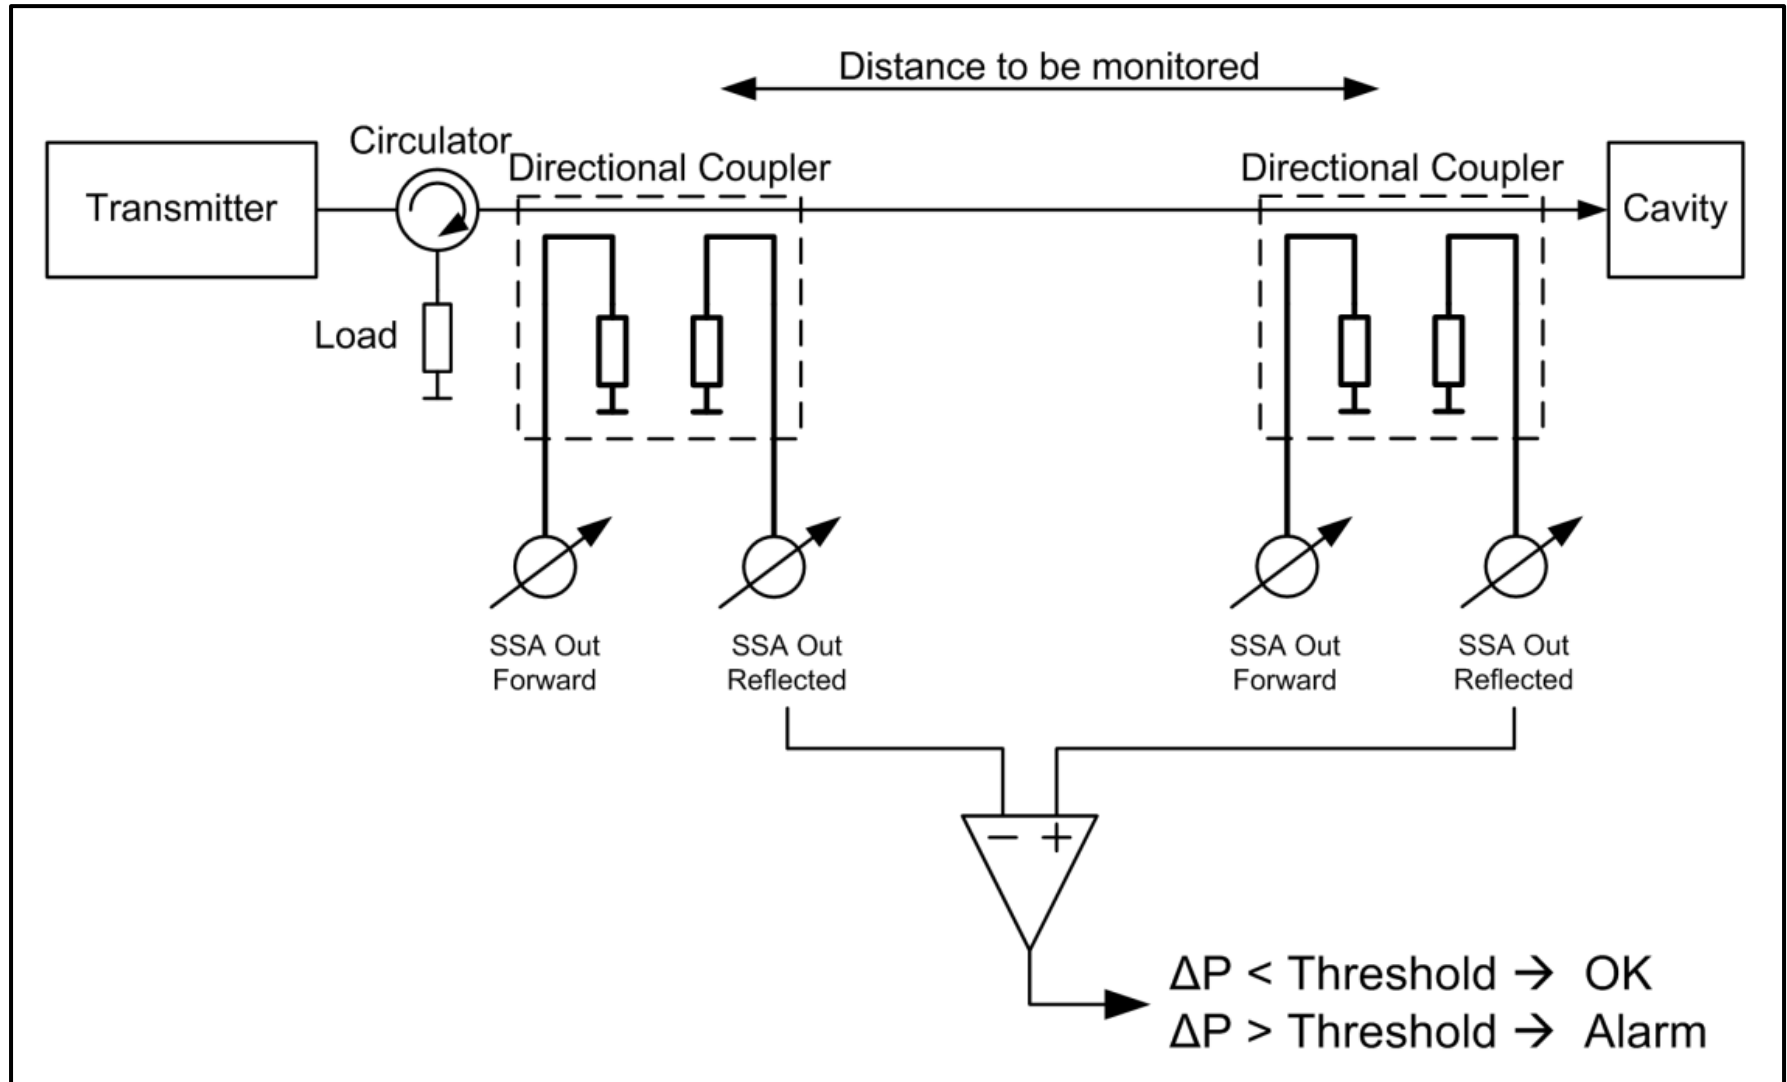 Distance to be monitored
Circulator
Directional Coupler
Directional Coupler
Transmitter
Cavity
Load
SSA Out
Forward
SSA Out
Reflected
SSA Out
Forward
SSA Out
Reflected
− +
ΔP < Threshold → OK
ΔP > Threshold → Alarm